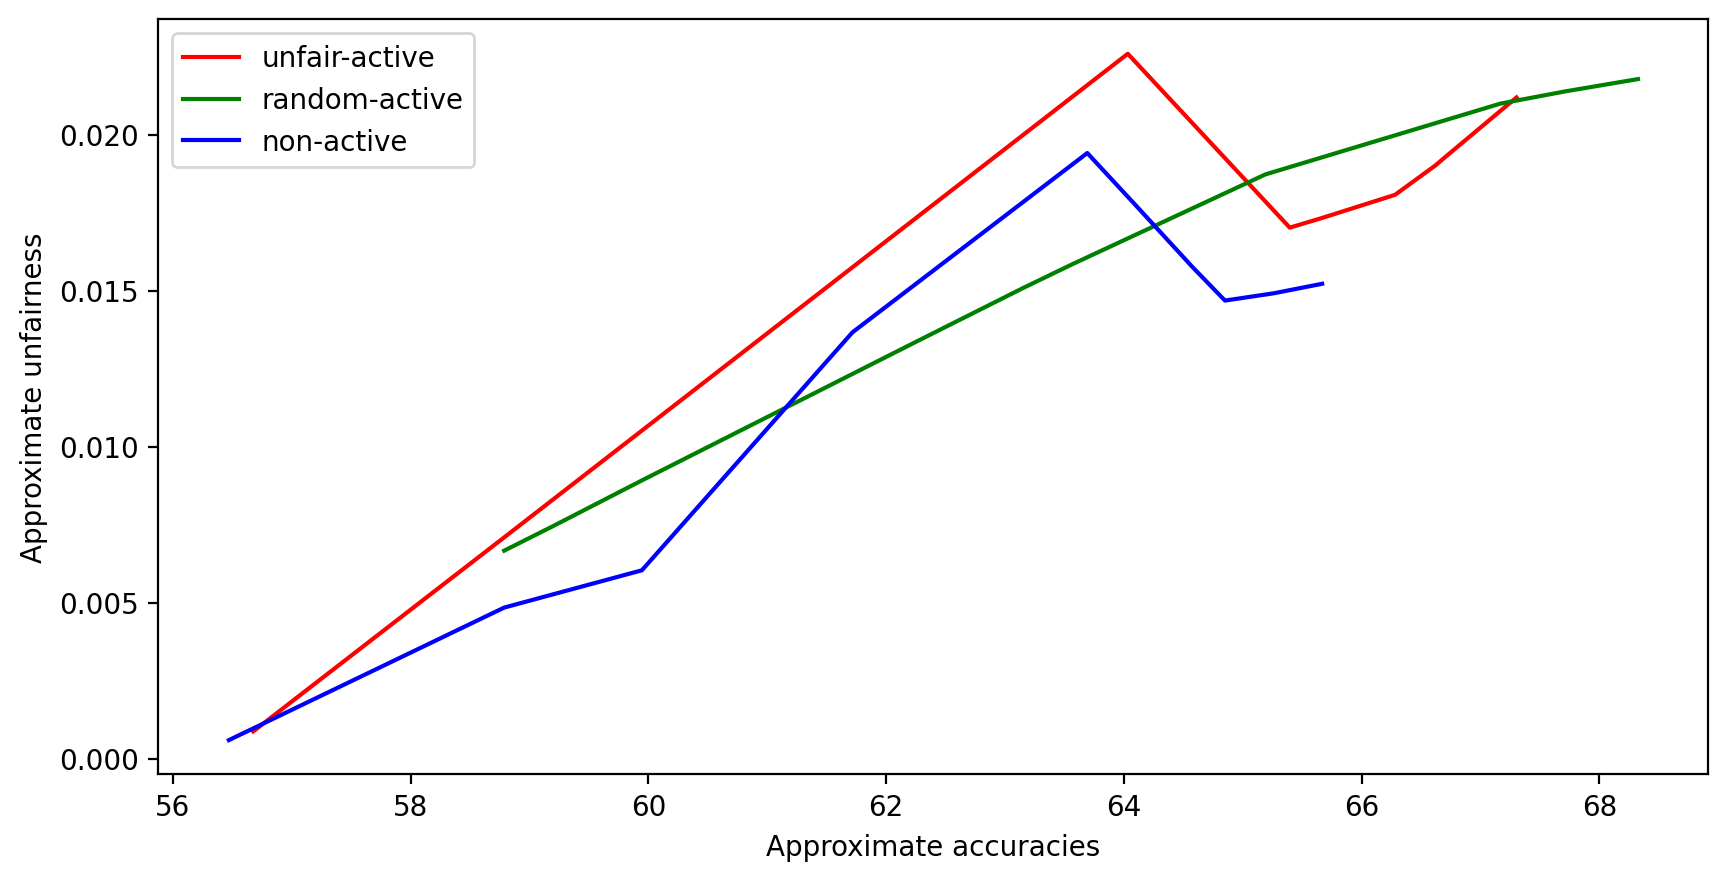 unfair-active
random-active
non-active
Approximate unfairness
0.020
0.015
0.010
0.005
0.000
56 58 60 62 64 66 68
Approximate accuracies